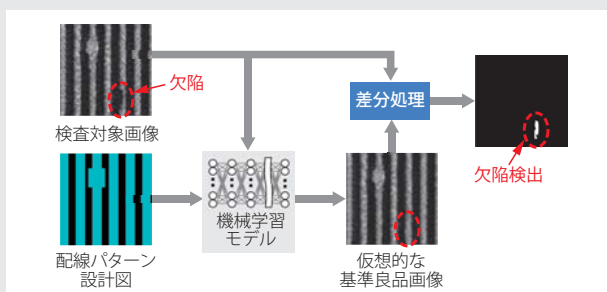 欠陥
検査対象画像
差分処理
欠陥検出
機械学習
モデル
配線パターン
設計図
仮想的な
基準良品画像